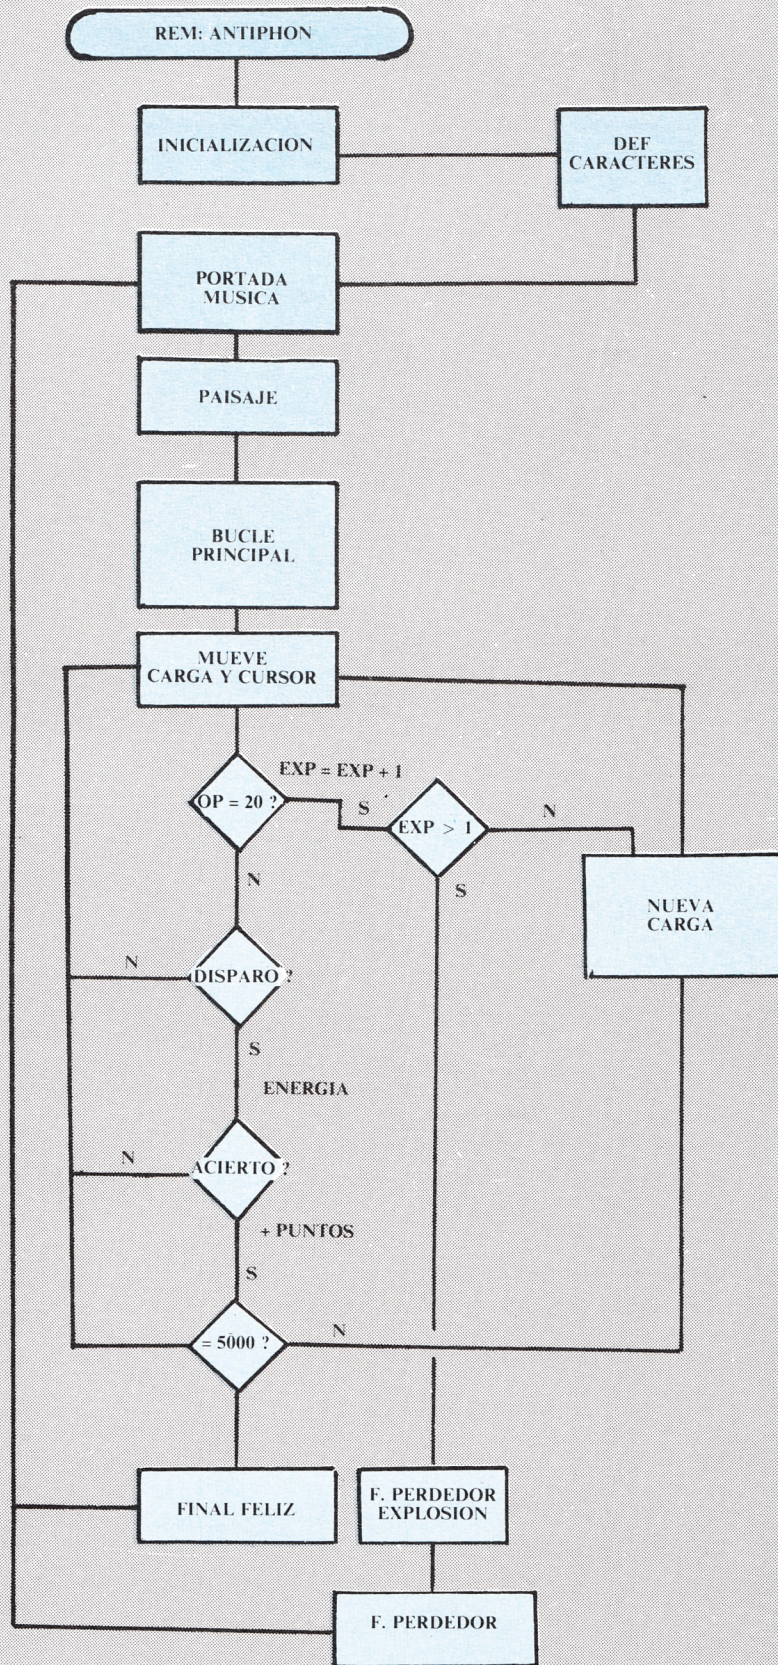 REM: ANTIPHON
INICIALIZACION
DEF
CARACTERES
PORTADA
MUSICA
PAISAJE
BUCLE
PRINCIPAL
MUEVE
CARGA Y CURSOR
EXP = EXP + 1
OP = 20 ?
S
EXP > 1
N
N
S
NUEVA
CARGA
N
DISPARO ?
S
ENERGIA
N
ACIERTO ?
+ PUNTOS
S
= 5000 ?
N
FINAL FELIZ
F. PERDEDOR
EXPLOSION
F. PERDEDOR